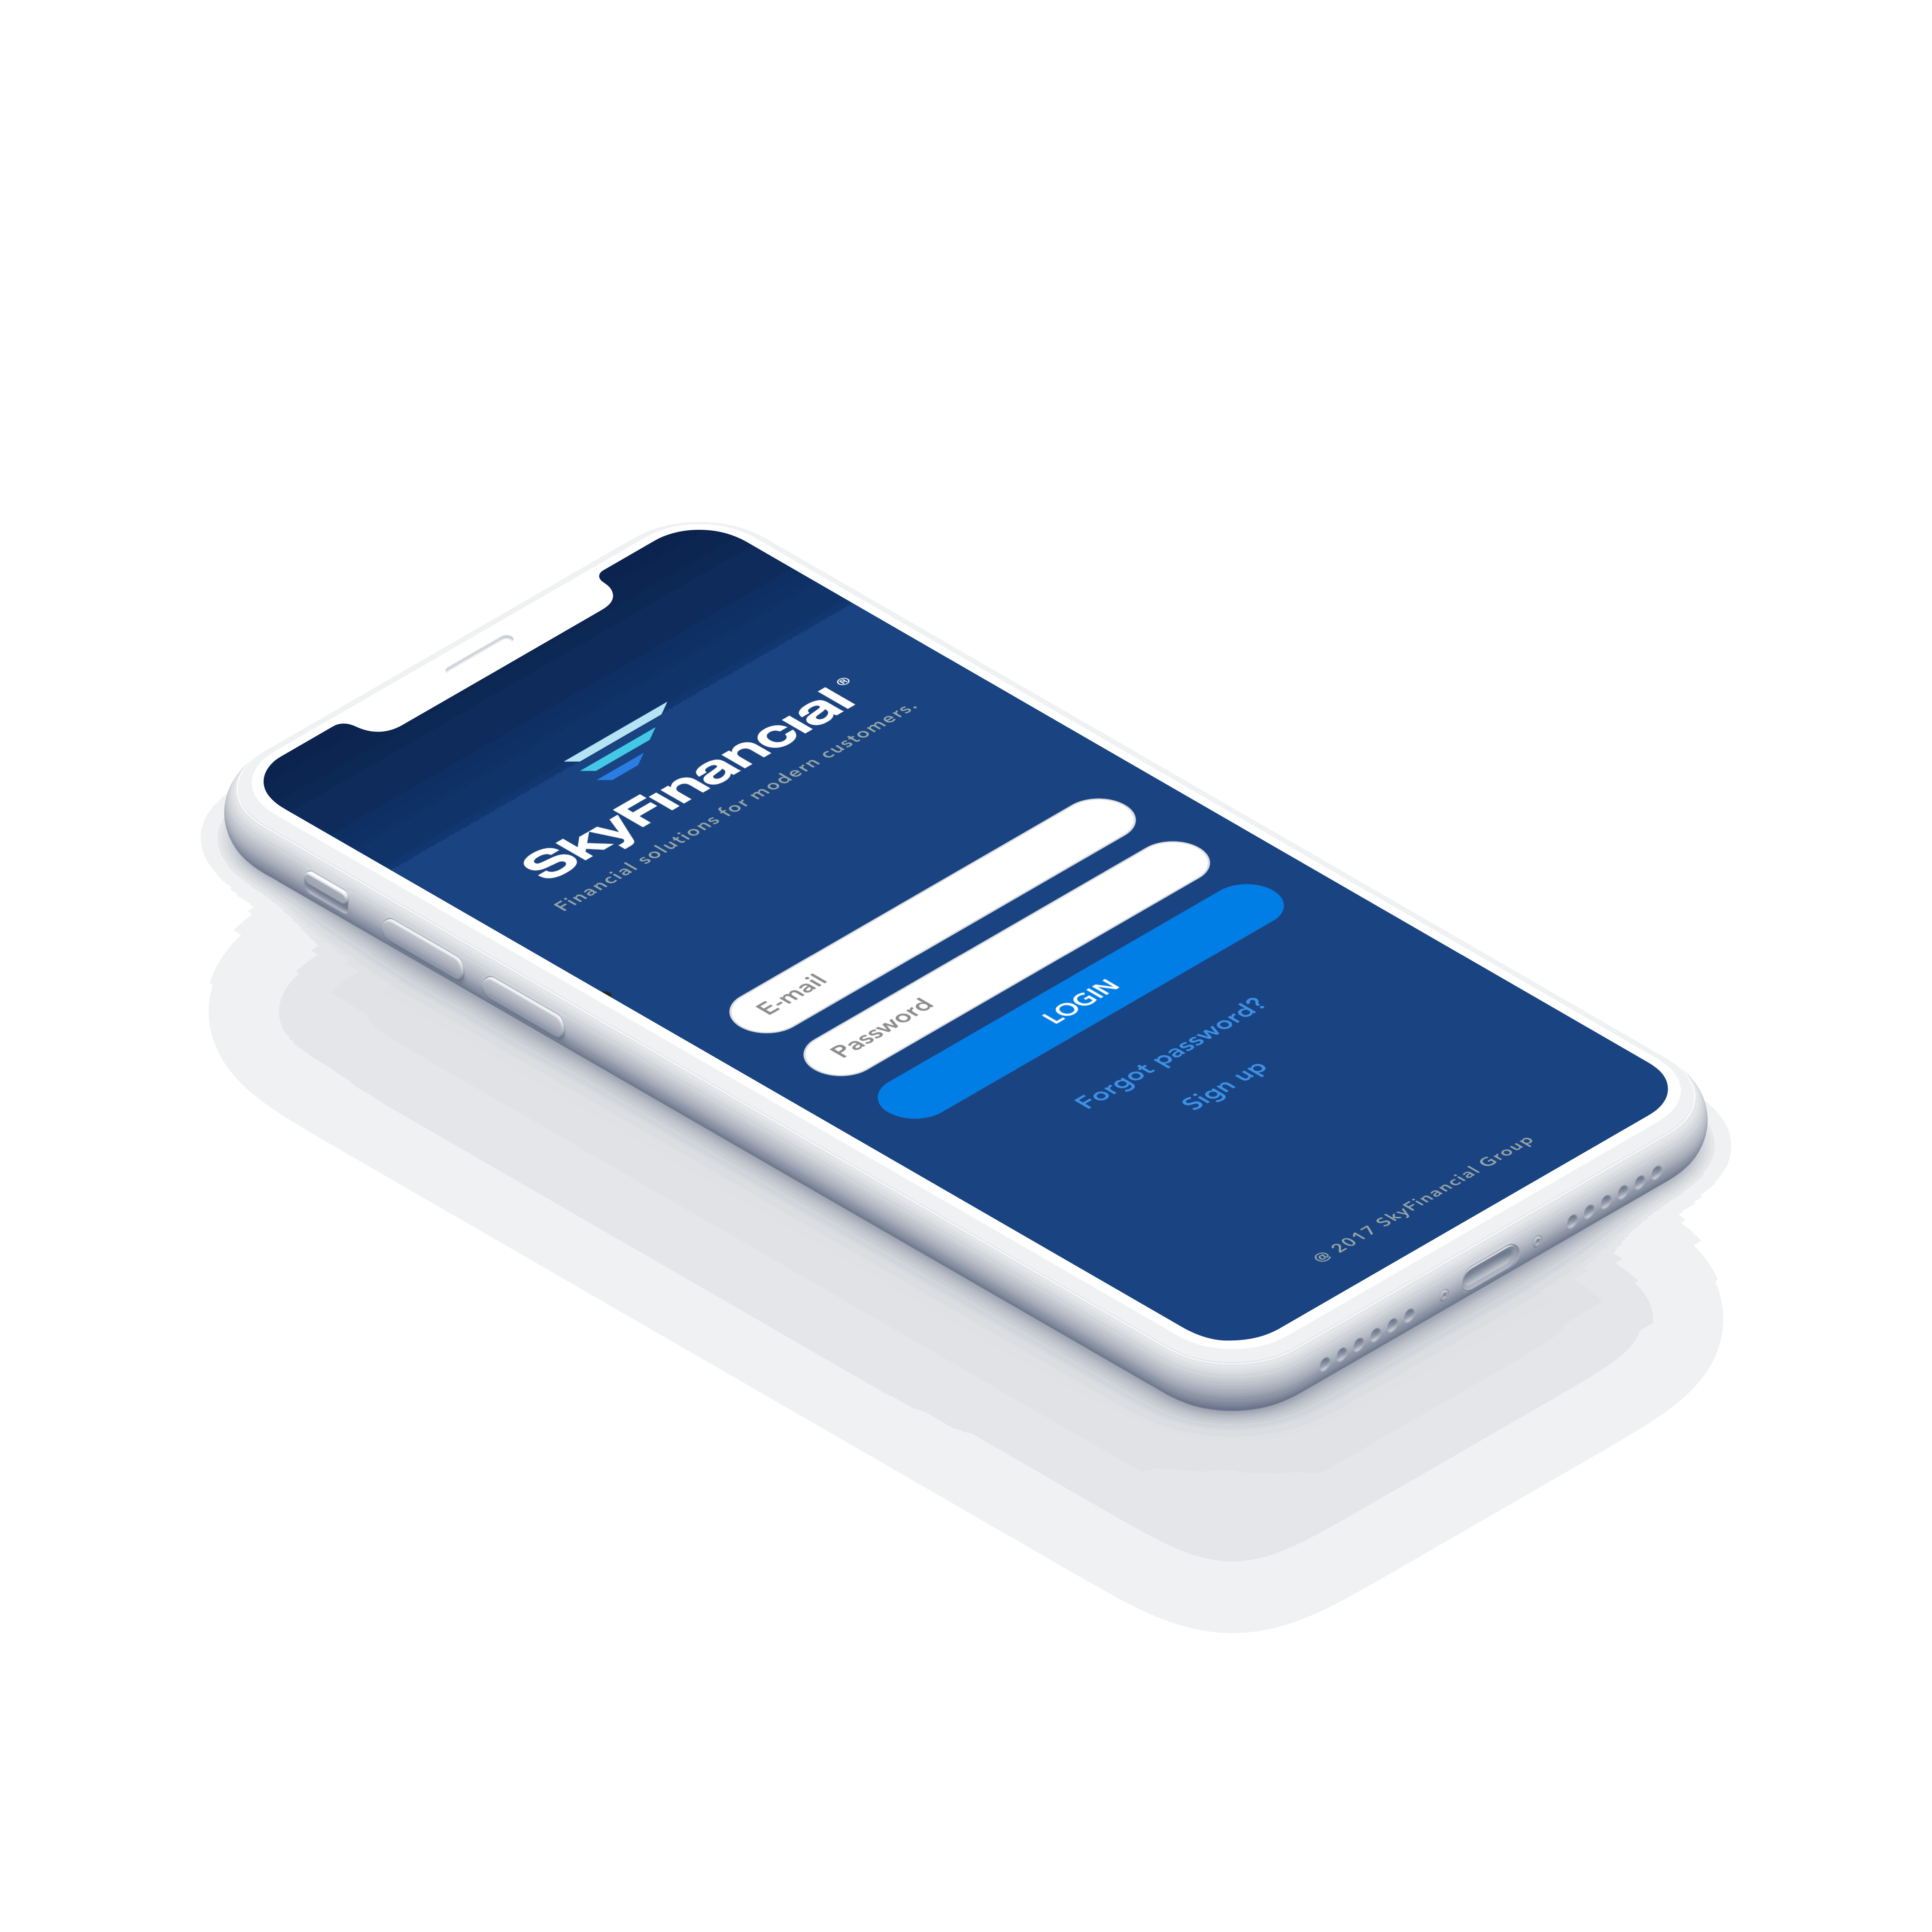 SkyFinancial®
Financial solutions for modern customers.
E-mail
Password
LOGIN
Forgot password?
Sign up
@ 2017 SkyFinancial Group